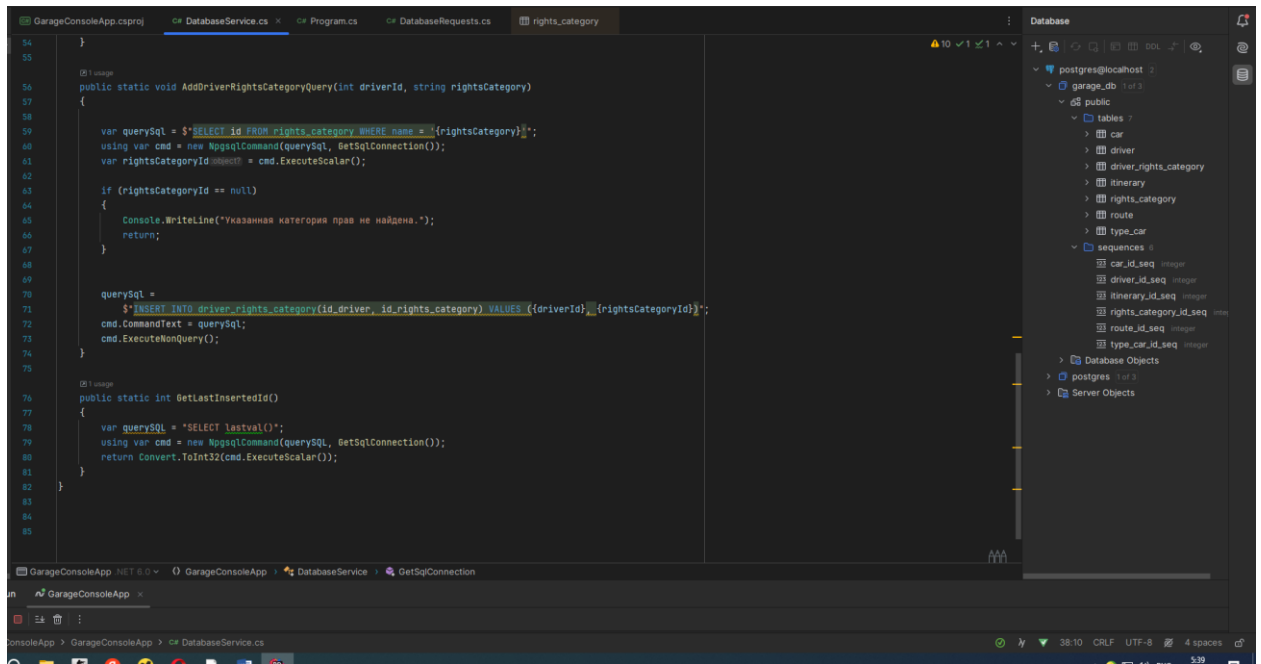 GarageConsoleApp.csproj
C# DatabaseService.cs ×
C# Program.cs
C# DatabaseRequests.cs
rights_category
Database
54 }
55
1 usage
56 public static void AddDriverRightsCategoryQuery(int driverId, string rightsCategory)
57 {
58
59 var querySql = $"SELECT id FROM rights_category WHERE name = '{rightsCategory}'";
60 using var cmd = new NpgsqlCommand(querySql, GetSqlConnection());
61 var rightsCategoryId :object? = cmd.ExecuteScalar();
62
63 if (rightsCategoryId == null)
64 {
65 Console.WriteLine("Указанная категория прав не найдена.");
66 return;
67 }
68
69
70 querySql =
71 $"INSERT INTO driver_rights_category(id_driver, id_rights_category) VALUES ({driverId}, {rightsCategoryId})";
72 cmd.CommandText = querySql;
73 cmd.ExecuteNonQuery();
74 }
75
1 usage
76 public static int GetLastInsertedId()
77 {
78 var querySQL = "SELECT lastval()";
79 using var cmd = new NpgsqlCommand(querySQL, GetSqlConnection());
80 return Convert.ToInt32(cmd.ExecuteScalar());
81 }
82 }
83
84
85
10 1 1
DDL
postgres@localhost 2
garage_db 1 of 3
public
tables 7
car
driver
driver_rights_category
itinerary
rights_category
route
type_car
sequences 6
car_id_seq integer
driver_id_seq integer
itinerary_id_seq integer
rights_category_id_seq
route_id_seq integer
type_car_id_seq integer
Database Objects
postgres 1 of 3
Server Objects
GarageConsoleApp .NET 6.0
GarageConsoleApp > DatabaseService > GetSqlConnection
un GarageConsoleApp ×
ConsoleApp > GarageConsoleApp > C# DatabaseService.cs
38:10 CRLF UTF-8 4 spaces
5:39